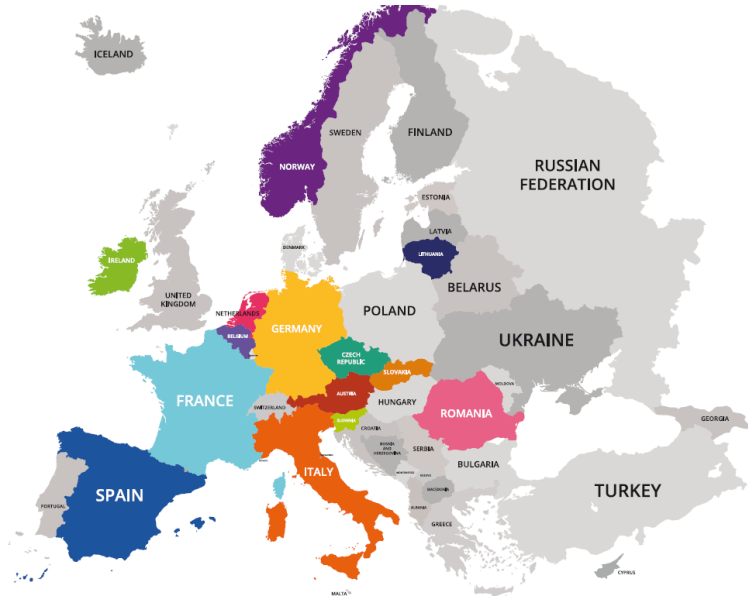 ICELAND
SWEDEN
FINLAND
NORWAY
RUSSIAN
FEDERATION
ESTONIA
LATVIA
LITHUANIA
DENMARK
IRELAND
UNITED
KINGDOM
NETHERLANDS
BELARUS
POLAND
GERMANY
BELGIUM
UKRAINE
CZECH
REPUBLIC
SLOVAKIA
MOLDOVA
FRANCE
AUSTRIA
SWITZERLAND
HUNGARY
ROMANIA
SLOVENIA
CROATIA
GEORGIA
BOSNIA
AND
HERZEGOVINA
SERBIA
BULGARIA
ITALY
SPAIN
PORTUGAL
MACEDONIA
TURKEY
GREECE
CYPRUS
MALTA